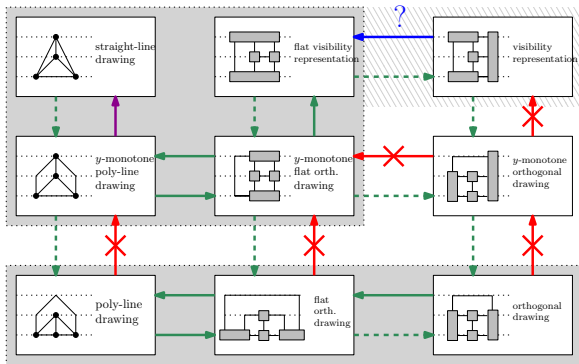 ?
straight-line
drawing
flat visibility
representation
visibility
representation
y-monotone
poly-line
drawing
y-monotone
flat orth.
drawing
y-monotone
orthogonal
drawing
poly-line
drawing
flat
orth.
drawing
orthogonal
drawing